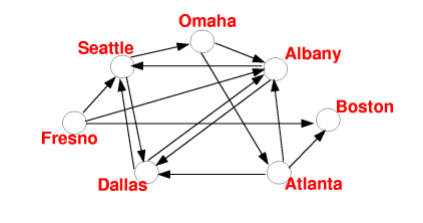 Omaha
Seattle
Albany
Boston
Fresno
Dallas
Atlanta